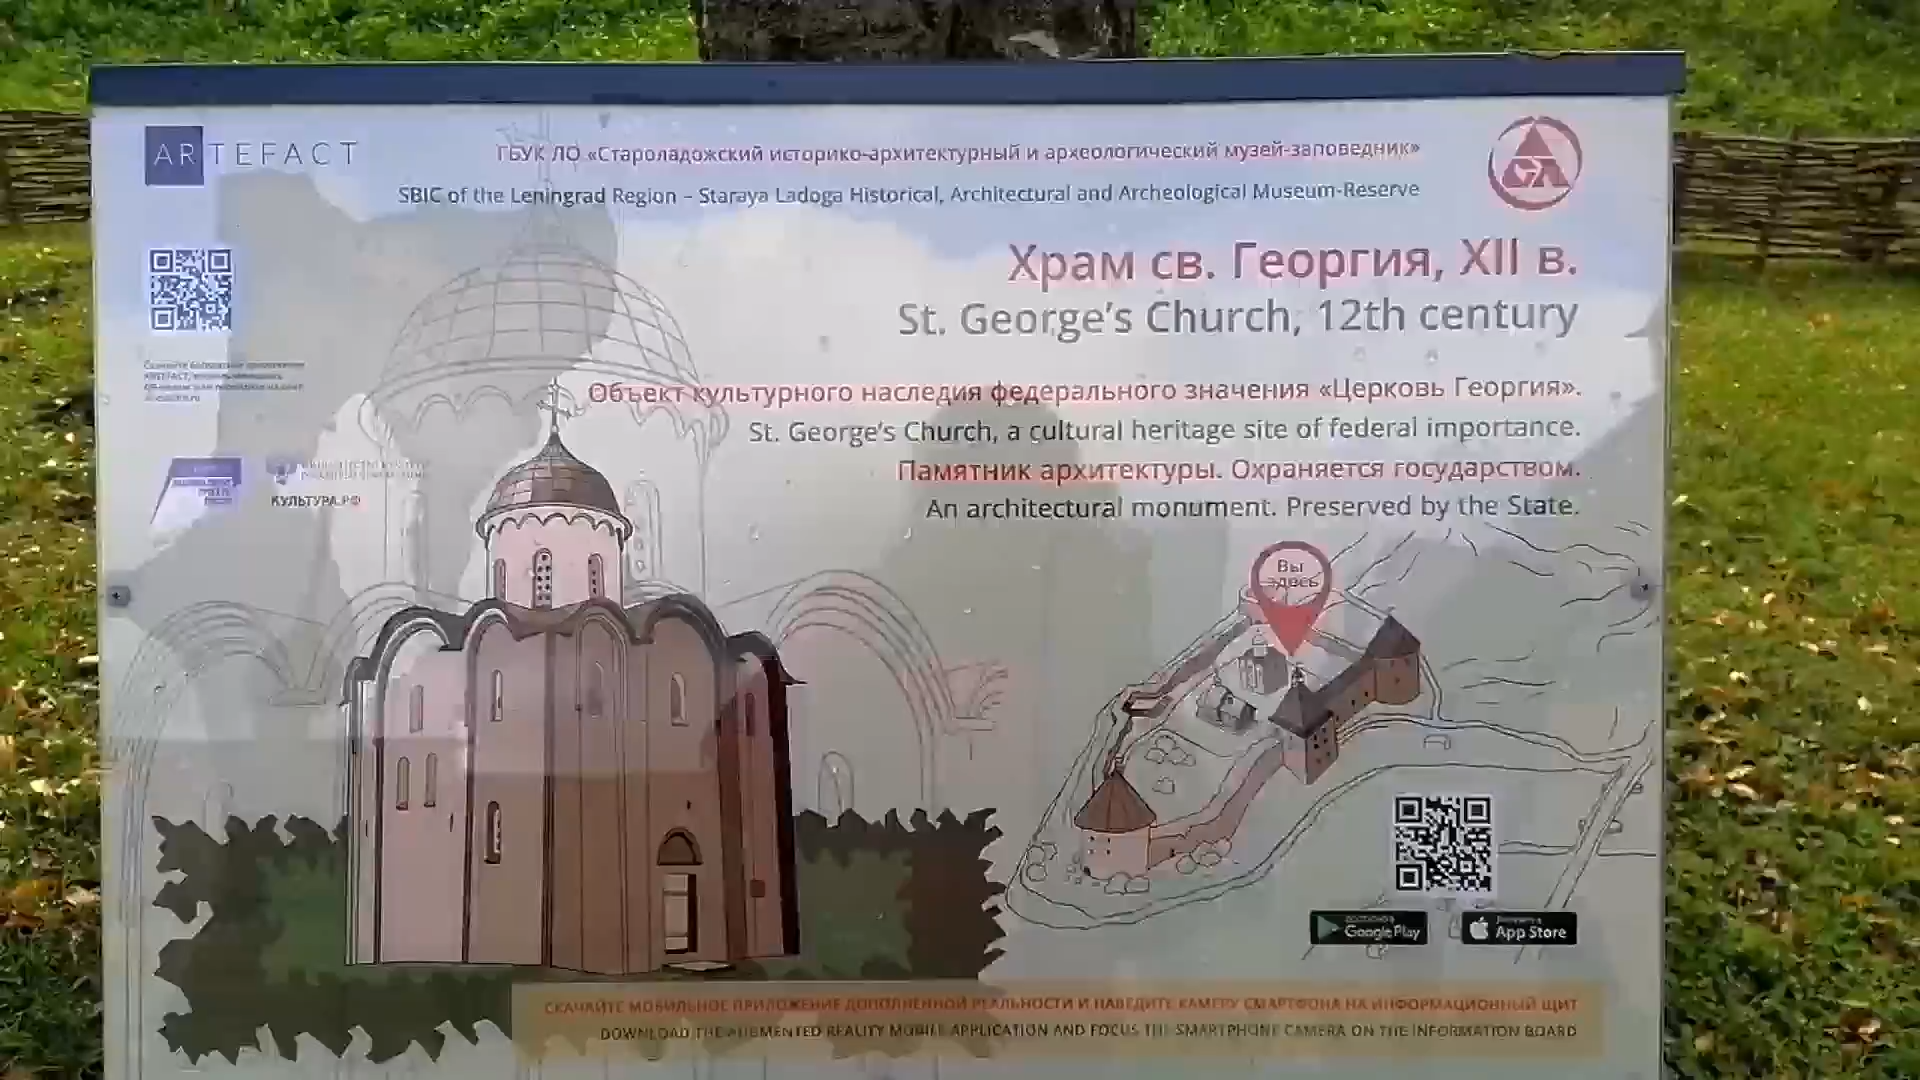 ARTEFACT
ГБУК ЛО «Староладожский историко-архитектурный и археологический музей-заповедник»
SBIC of the Leningrad Region – Staraya Ladoga Historical, Architectural and Archeological Museum-Reserve
Храм св. Георгия, XII в.
St. George's Church, 12th century
Объект культурного наследия федерального значения «Церковь Георгия».
St. George's Church, a cultural heritage site of federal importance.
Памятник архитектуры. Охраняется государством.
An architectural monument. Preserved by the State.
КУЛЬТУРА.РФ
Вы
здесь
Google Play
App Store
СКАЧАЙТЕ МОБИЛЬНОЕ ПРИЛОЖЕНИЕ ДОПОЛНЕННОЙ РЕАЛЬНОСТИ И НАВЕДИТЕ КАМЕРУ СМАРТФОНА НА ИНФОРМАЦИОННЫЙ ЩИТ
DOWNLOAD THE AUGMENTED REALITY MOBILE APPLICATION AND FOCUS THE SMARTPHONE CAMERA ON THE INFORMATION BOARD